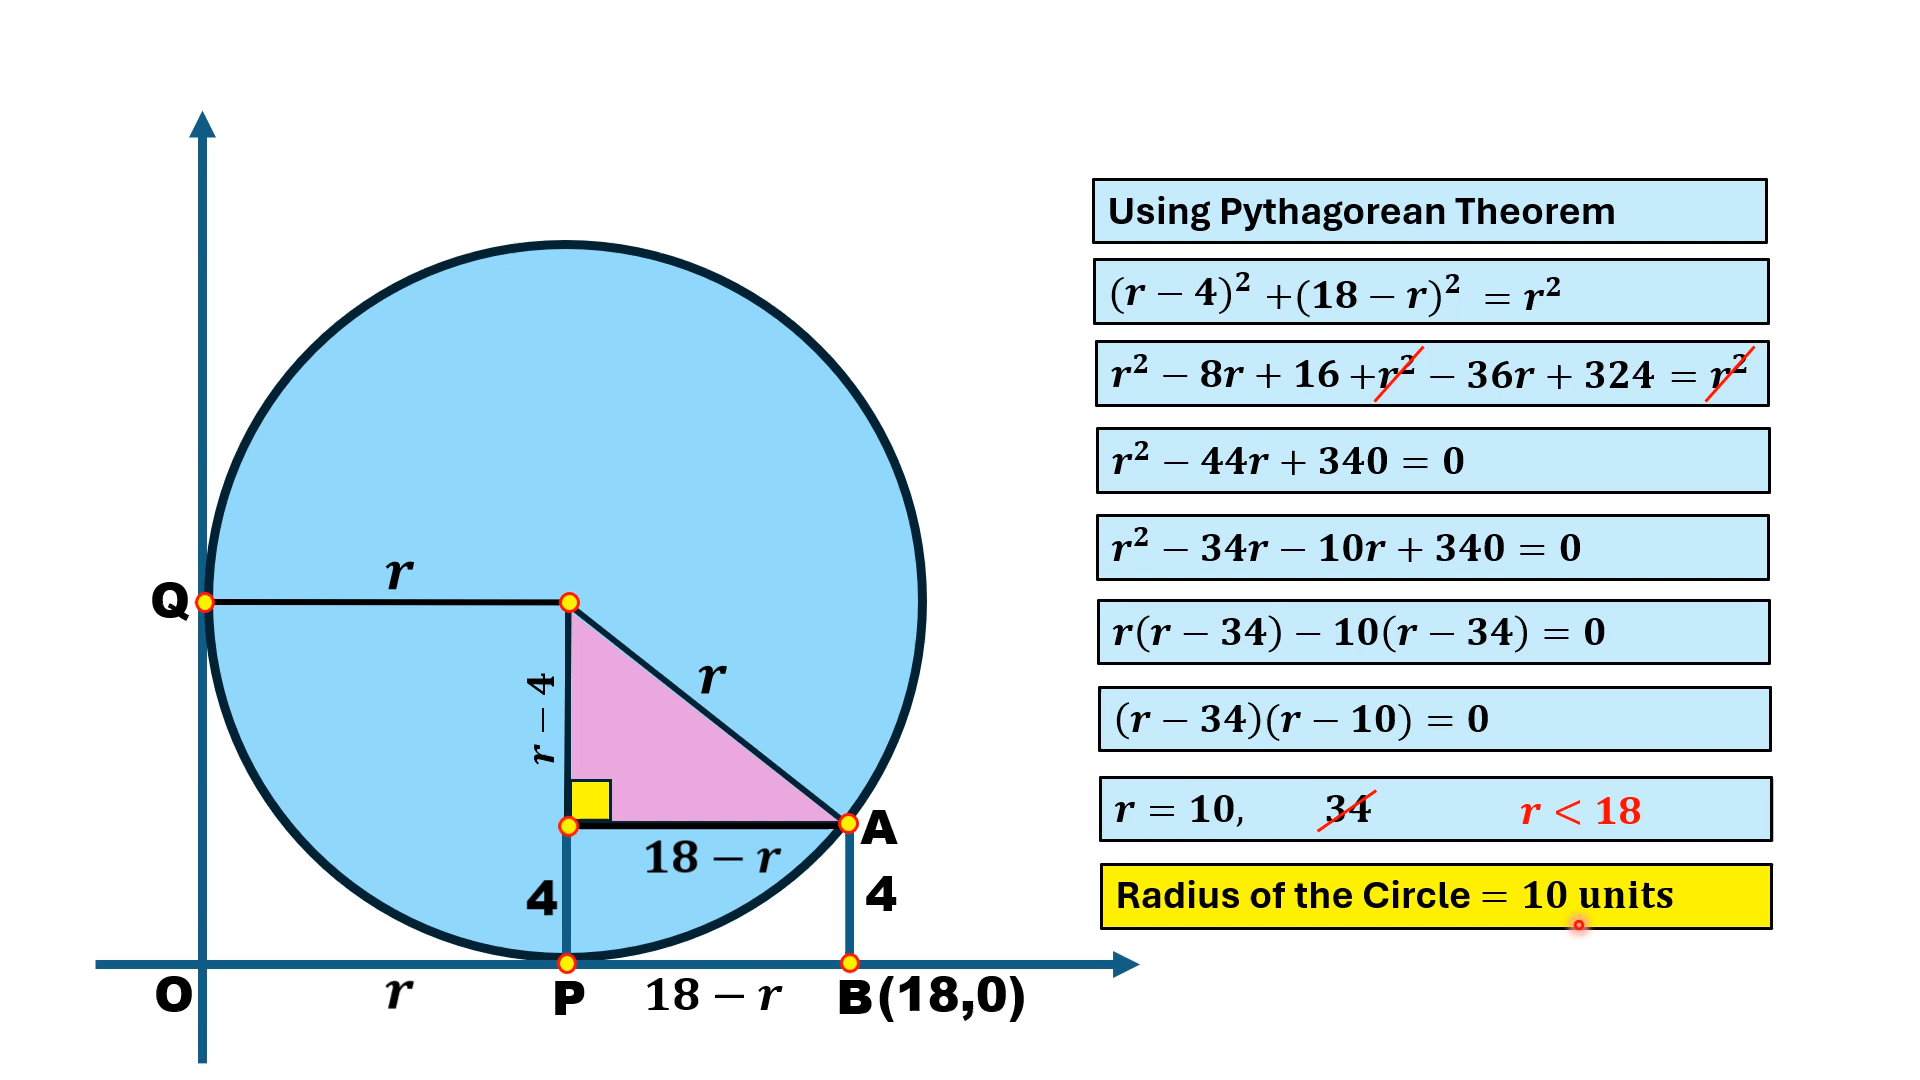 Using Pythagorean Theorem
(r − 4)² +(18 − r)² = r²
r² − 8r + 16 +r² − 36r + 324 = r²
r² − 44r + 340 = 0
r² − 34r − 10r + 340 = 0
r(r − 34) − 10(r − 34) = 0
(r − 34)(r − 10) = 0
r = 10, 34 r < 18
Radius of the Circle = 10 units
Q
r
r − 4
r
A
18 − r
4
4
O
r
P
18 − r
B(18,0)